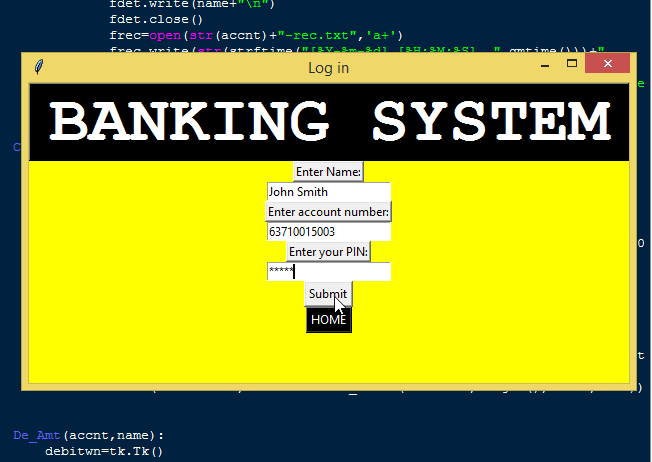 fdet.write(name+"\n")
fdet.close()
frec=open(str(accnt)+"-rec.txt",'a+')
frec.write(str(strftime("[%Y-%m-%d] [%H:%M:%S] ",gmtime()))+"
Log in
BANKING SYSTEM
Enter Name:
John Smith
Enter account number:
63710015003
Enter your PIN:
*****
Submit
HOME
De_Amt(accnt,name):
debitwn=tk.Tk()